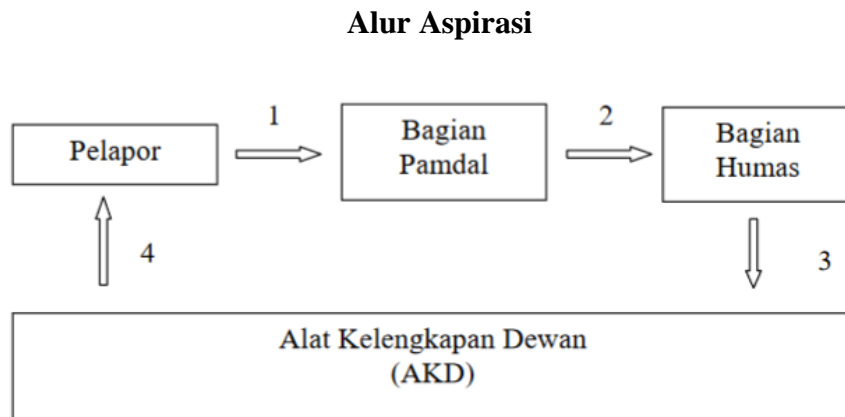 Alur Aspirasi
Pelapor
1
Bagian
Pamdal
2
Bagian
Humas
4
3
Alat Kelengkapan Dewan
(AKD)